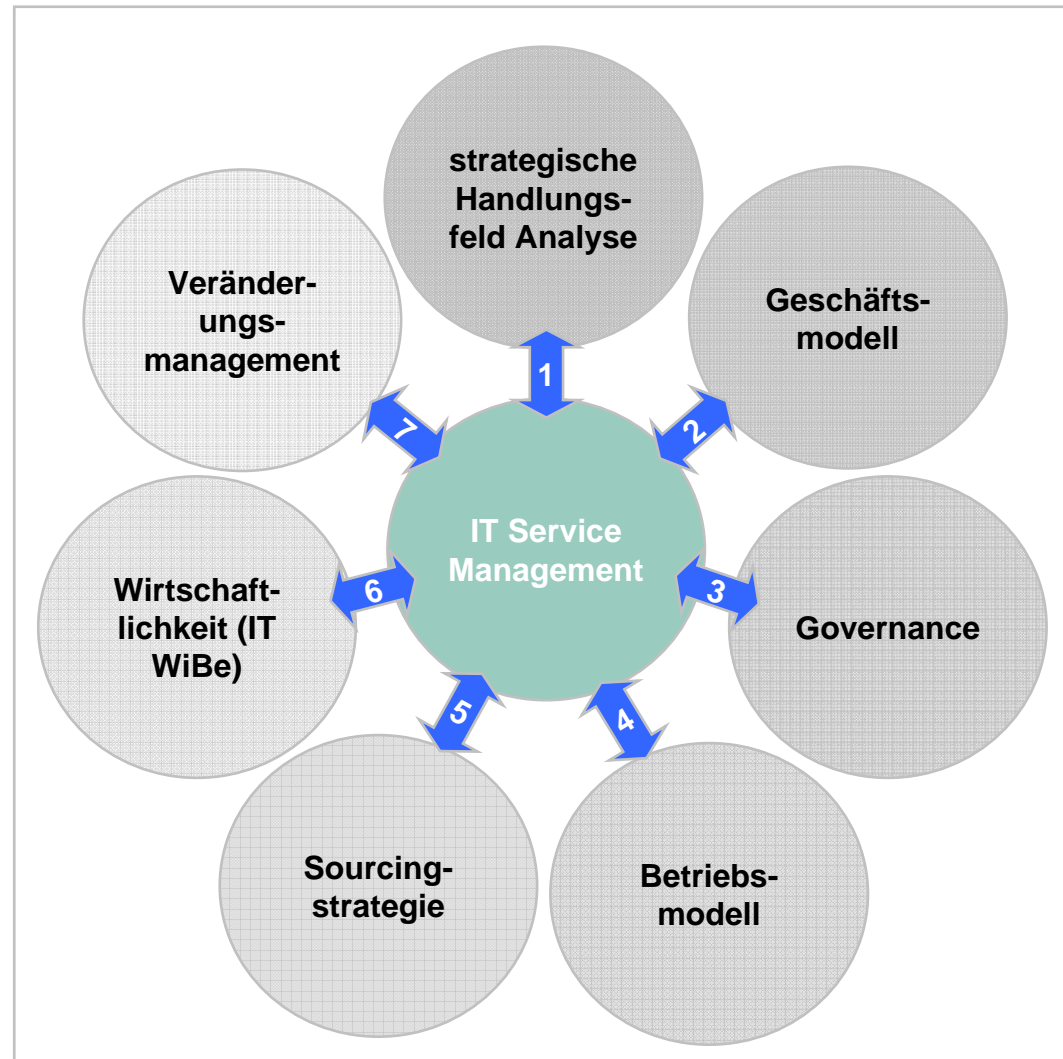 strategische
Handlungs-
feld Analyse
1
Geschäfts-
modell
2
Governance
3
Betriebs-
modell
4
Sourcing-
strategie
5
Wirtschaft-
lichkeit (IT
WiBe)
6
Veränder-
ungs-
management
7
IT Service
Management